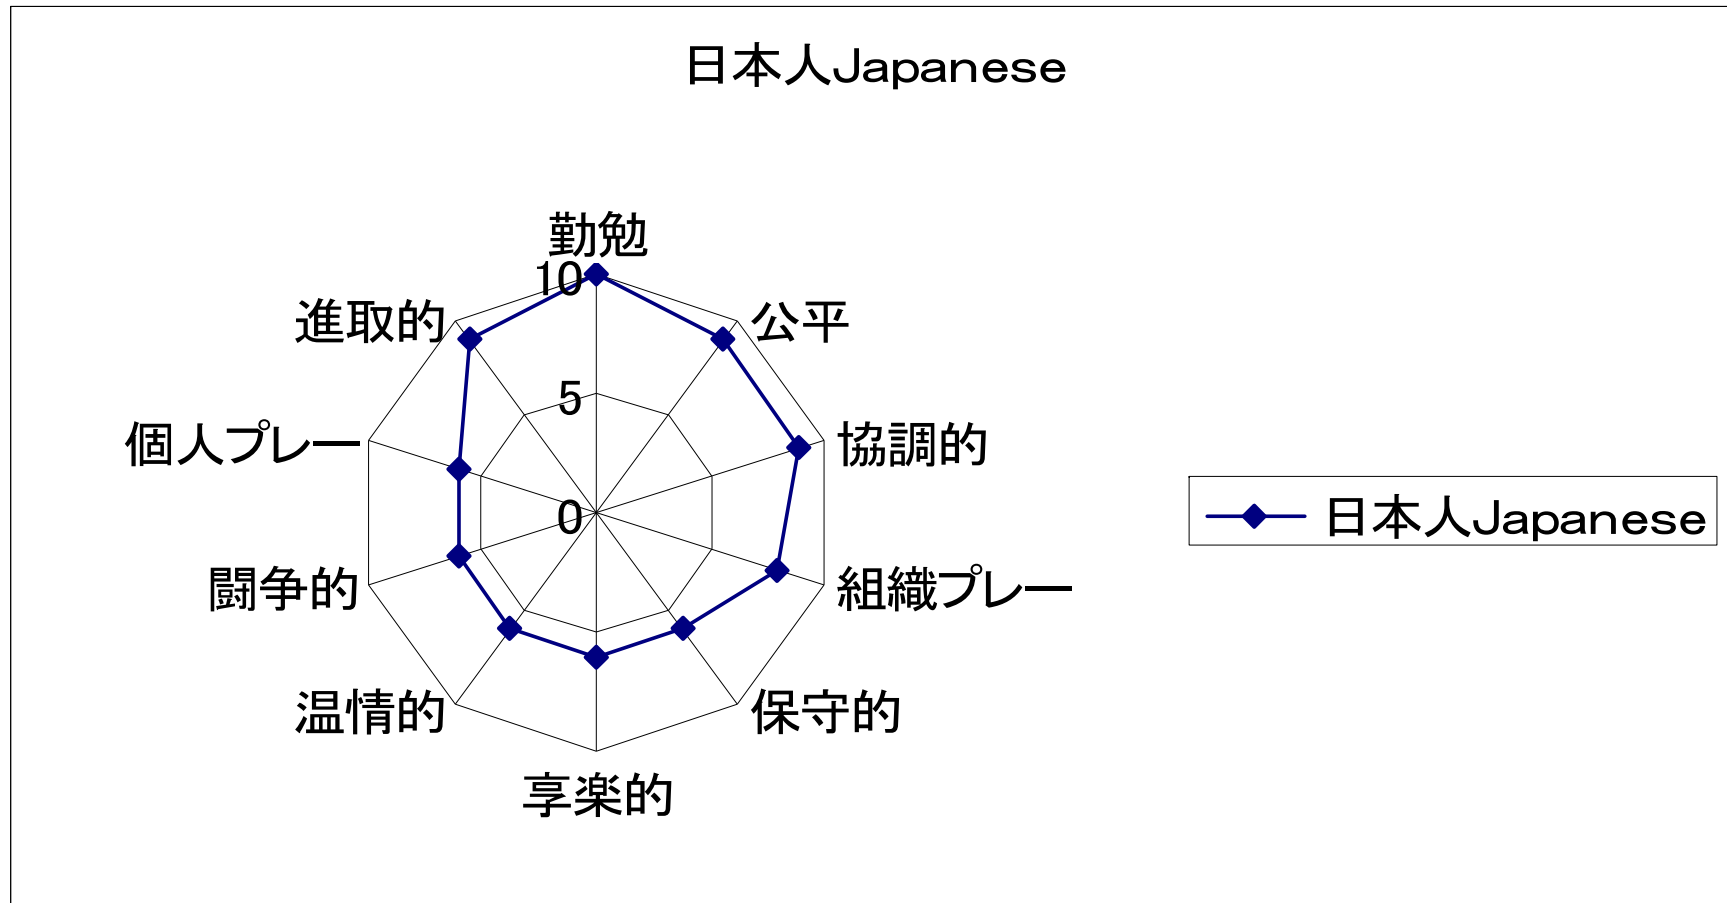 日本人Japanese
勤勉
10
進取的
公平
5
個人プレー
協調的
日本人Japanese
0
闘争的
組織プレー
温情的
保守的
享楽的